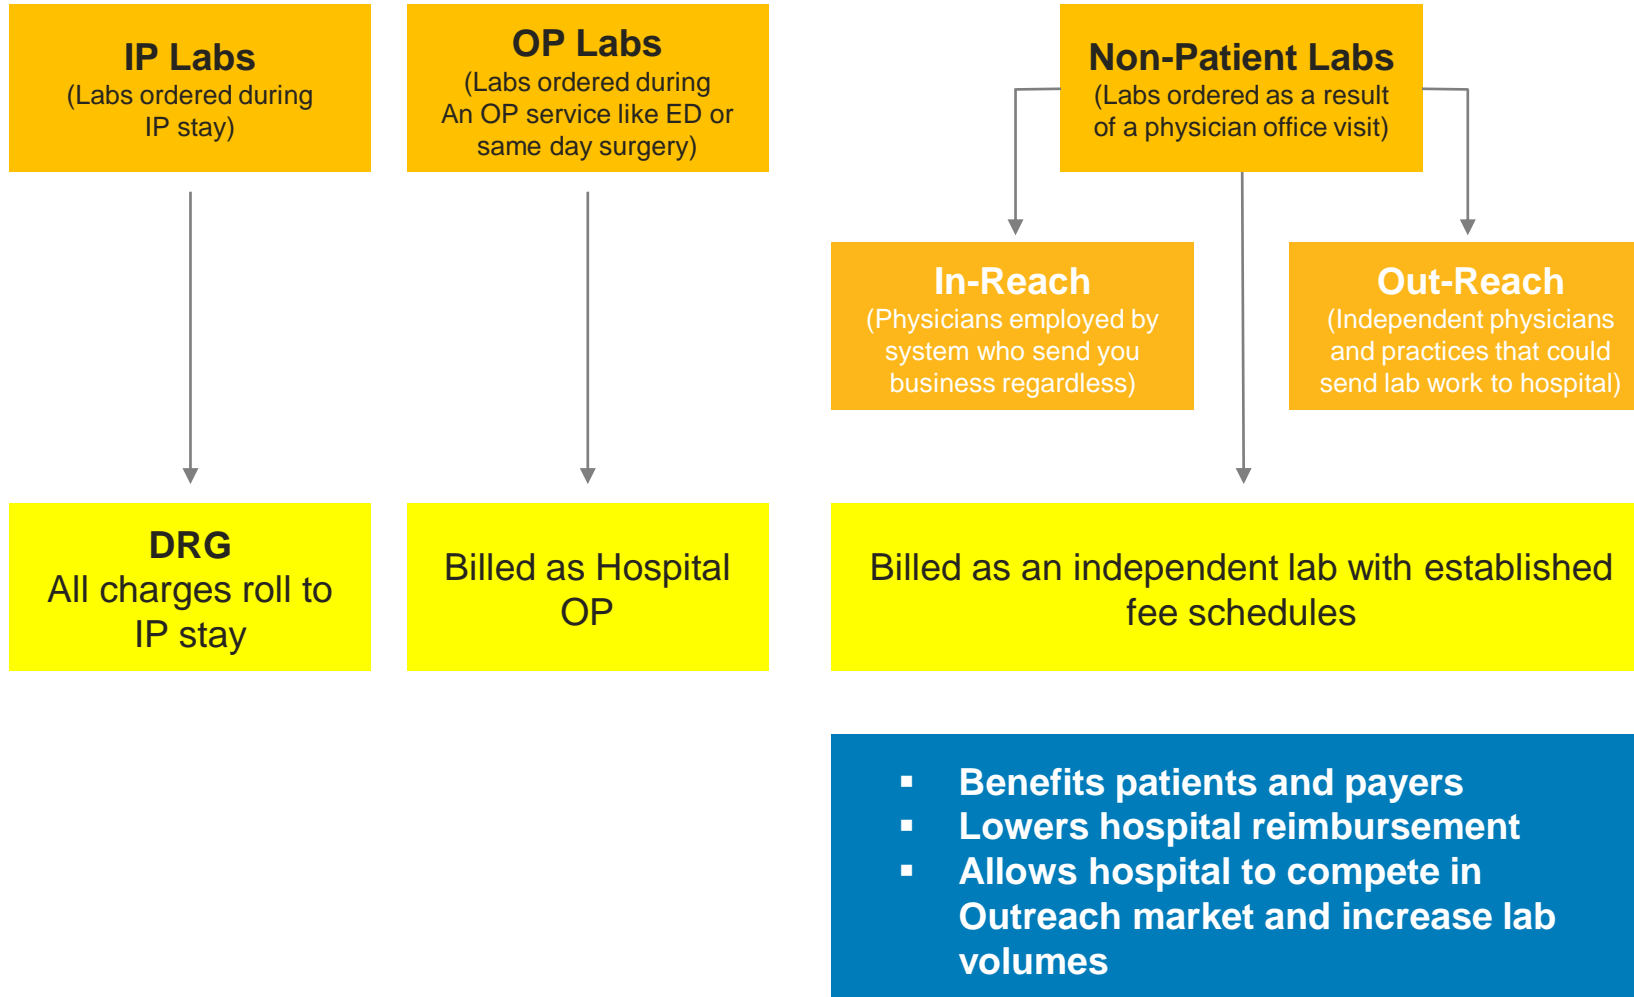 IP Labs
(Labs ordered during
IP stay)
OP Labs
(Labs ordered during
An OP service like ED or
same day surgery)
Non-Patient Labs
(Labs ordered as a result
of a physician office visit)
In-Reach
(Physicians employed by
system who send you
business regardless)
Out-Reach
(Independent physicians
and practices that could
send lab work to hospital)
DRG
All charges roll to
IP stay
Billed as Hospital
OP
Billed as an independent lab with established
fee schedules
▪ Benefits patients and payers
▪ Lowers hospital reimbursement
▪ Allows hospital to compete in
Outreach market and increase lab
volumes